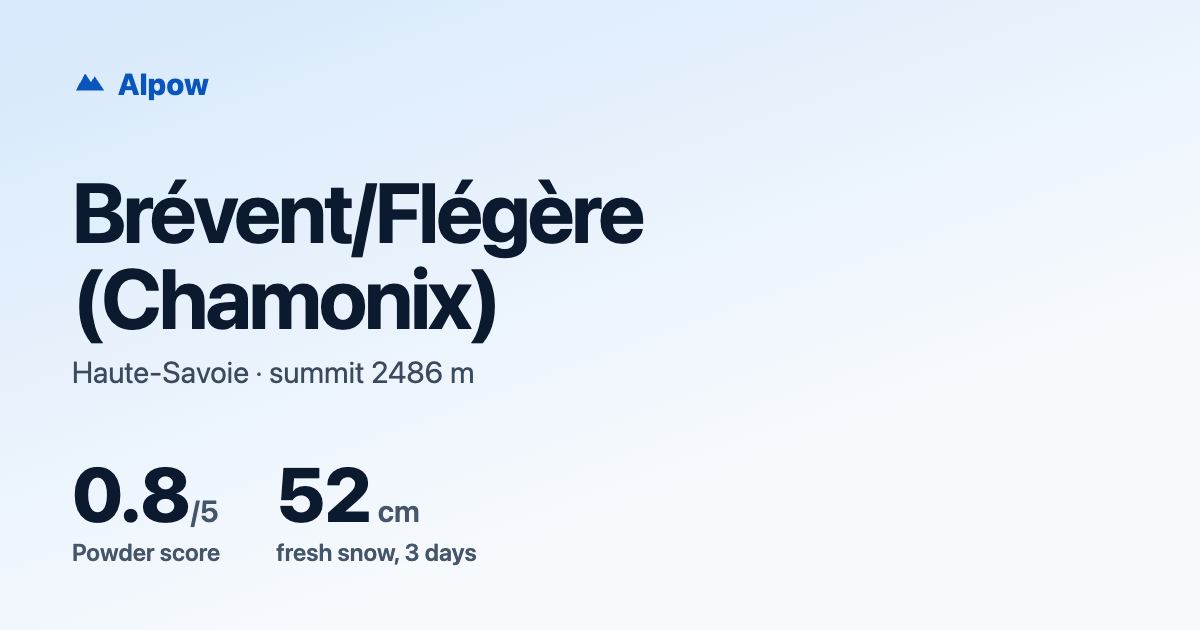 Alpow
Brévent/Flégère
(Chamonix)
Haute-Savoie · summit 2486 m
0.8/5 52 cm
Powder score fresh snow, 3 days